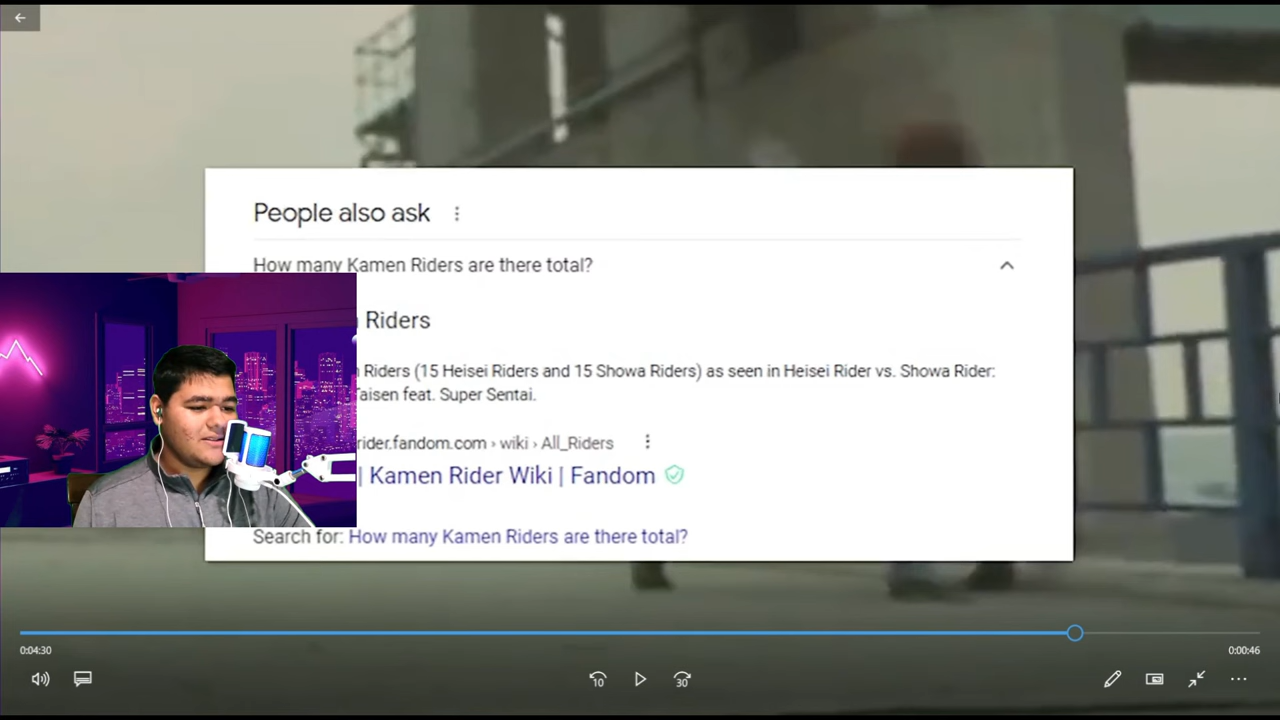 People also ask
How many Kamen Riders are there total?
Riders
Riders (15 Heisei Riders and 15 Showa Riders) as seen in Heisei Rider vs. Showa Rider:
Taisen feat. Super Sentai.
rider.fandom.com › wiki › All_Riders
| Kamen Rider Wiki | Fandom
Search for: How many Kamen Riders are there total?
0:04:30
0:00:46
10
30